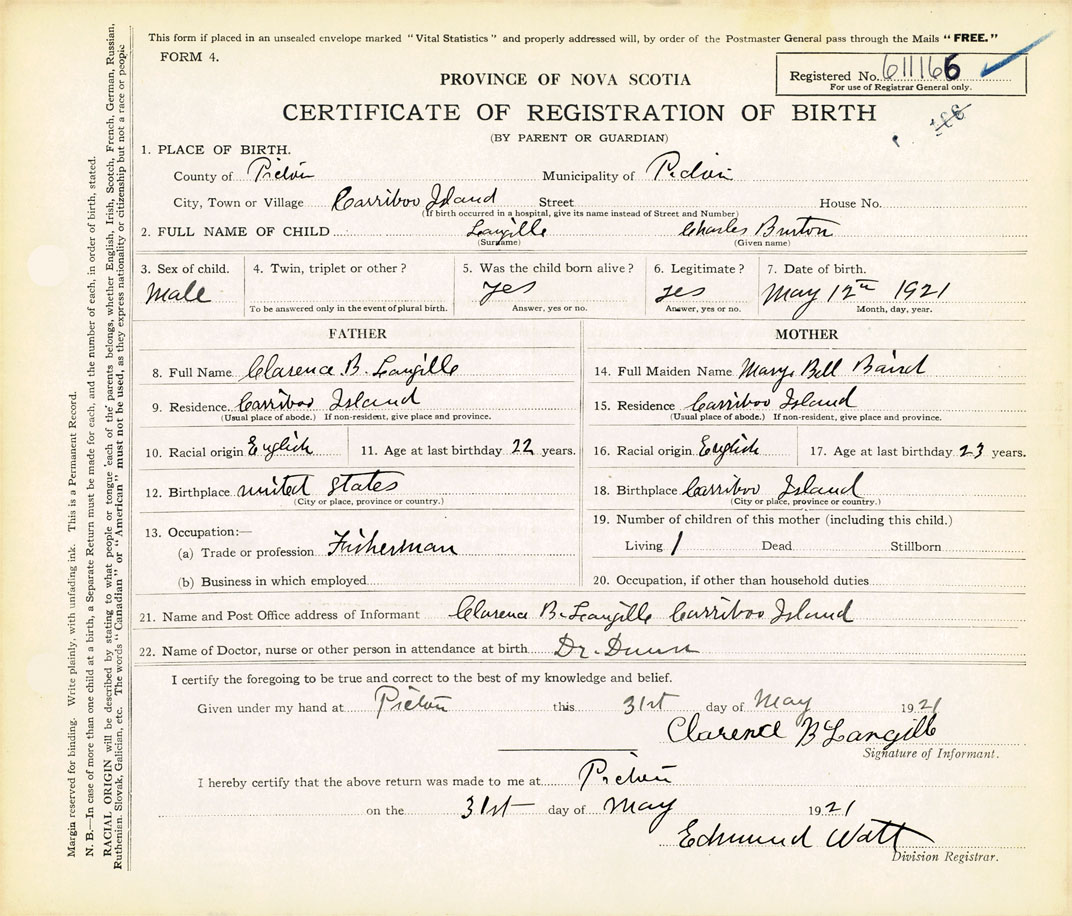 This form if placed in an unsealed envelope marked "Vital Statistics" and properly addressed will, by order of the Postmaster General pass through the Mails "FREE."
FORM 4.
Registered No. 611166
For use of Registrar General only.
PROVINCE OF NOVA SCOTIA
CERTIFICATE OF REGISTRATION OF BIRTH
(BY PARENT OR GUARDIAN)
1. PLACE OF BIRTH.
County of Pictou Municipality of Pictou
City, Town or Village Carriboo Island Street House No.
(If birth occurred in a hospital, give its name instead of Street and Number)
2. FULL NAME OF CHILD Langille Charles Burton
(Surname) (Given name)
3. Sex of child. 4. Twin, triplet or other? 5. Was the child born alive? 6. Legitimate? 7. Date of birth.
Male yes yes May 12th 1921
To be answered only in the event of plural birth. Answer, yes or no. Answer, yes or no. Month, day, year.
FATHER MOTHER
8. Full Name Clarence B. Langille 14. Full Maiden Name Mary Bell Baird
9. Residence Carriboo Island 15. Residence Carriboo Island
(Usual place of abode.) If non-resident, give place and province. (Usual place of abode.) If non-resident, give place and province.
10. Racial origin English 11. Age at last birthday 22 years. 16. Racial origin English 17. Age at last birthday 23 years.
12. Birthplace united States 18. Birthplace Carriboo Island
(City or place, province or country.) (City or place, province or country.)
13. Occupation:— 19. Number of children of this mother (including this child.)
(a) Trade or profession Fisherman Living 1 Dead Stillborn
(b) Business in which employed 20. Occupation, if other than household duties
21. Name and Post Office address of Informant Clarence B. Langille Carriboo Island
22. Name of Doctor, nurse or other person in attendance at birth Dr. Dunn
I certify the foregoing to be true and correct to the best of my knowledge and belief.
Given under my hand at Pictou this 31st day of May 1921
Clarence B Langille
Signature of Informant.
I hereby certify that the above return was made to me at Pictou
on the 31st day of May 1921
Edmund Watt
Division Registrar.
Margin reserved for binding. Write plainly, with unfading ink. This is a Permanent Record.
N. B.—In case of more than one child at a birth, a Separate Return must be made for each, and the number of each, in order of birth, stated.
RACIAL ORIGIN will be described by stating to what people or tongue each of the parents belongs, whether English, Irish, Scotch, French, German, Russian,
Ruthenian, Slovak, Galician, etc. The words "Canadian" or "American" must not be used, as they express nationality or citizenship but not a race or people